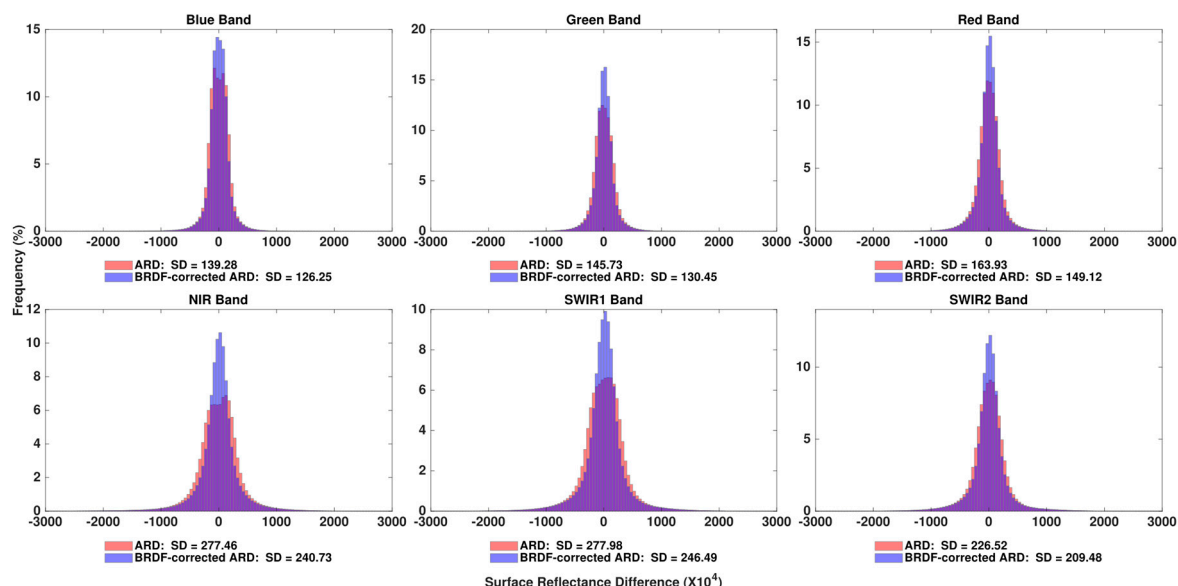 Blue Band
15
10
5
0
-3000 -2000 -1000 0 1000 2000 3000
ARD: SD = 139.28
BRDF-corrected ARD: SD = 126.25
Green Band
20
15
10
5
0
-3000 -2000 -1000 0 1000 2000 3000
ARD: SD = 145.73
BRDF-corrected ARD: SD = 130.45
Red Band
15
10
5
0
-3000 -2000 -1000 0 1000 2000 3000
ARD: SD = 163.93
BRDF-corrected ARD: SD = 149.12
Frequency (%)
NIR Band
12
10
8
6
4
2
0
-3000 -2000 -1000 0 1000 2000 3000
ARD: SD = 277.46
BRDF-corrected ARD: SD = 240.73
SWIR1 Band
10
8
6
4
2
0
-3000 -2000 -1000 0 1000 2000 3000
ARD: SD = 277.98
BRDF-corrected ARD: SD = 246.49
SWIR2 Band
10
5
0
-3000 -2000 -1000 0 1000 2000 3000
ARD: SD = 226.52
BRDF-corrected ARD: SD = 209.48
Surface Reflectance Difference (X10⁴)